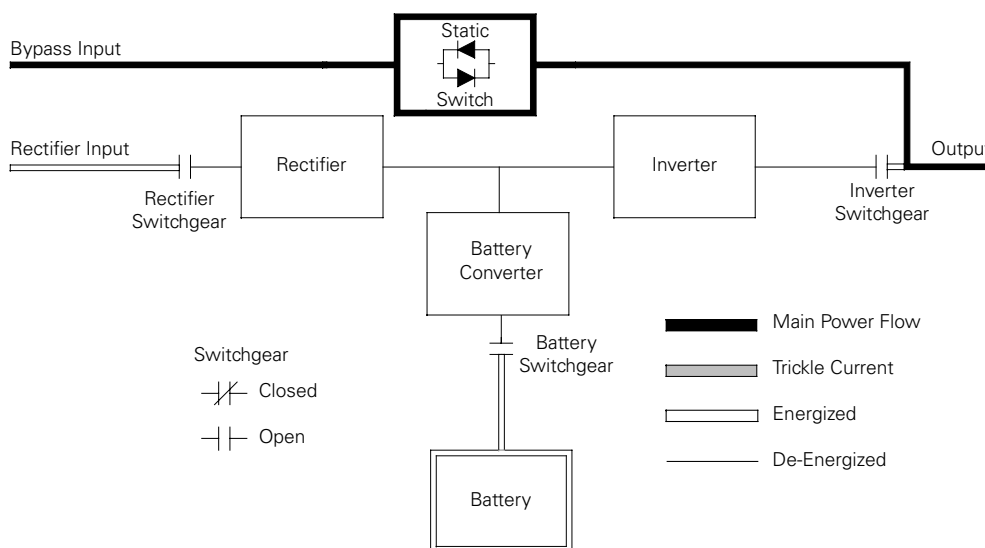 Static
Bypass Input
Switch
Rectifier Input
Rectifier
Inverter
Output
Rectifier
Switchgear
Inverter
Switchgear
Battery
Converter
Main Power Flow
Battery
Switchgear
Switchgear
Trickle Current
Closed
Energized
Open
De-Energized
Battery